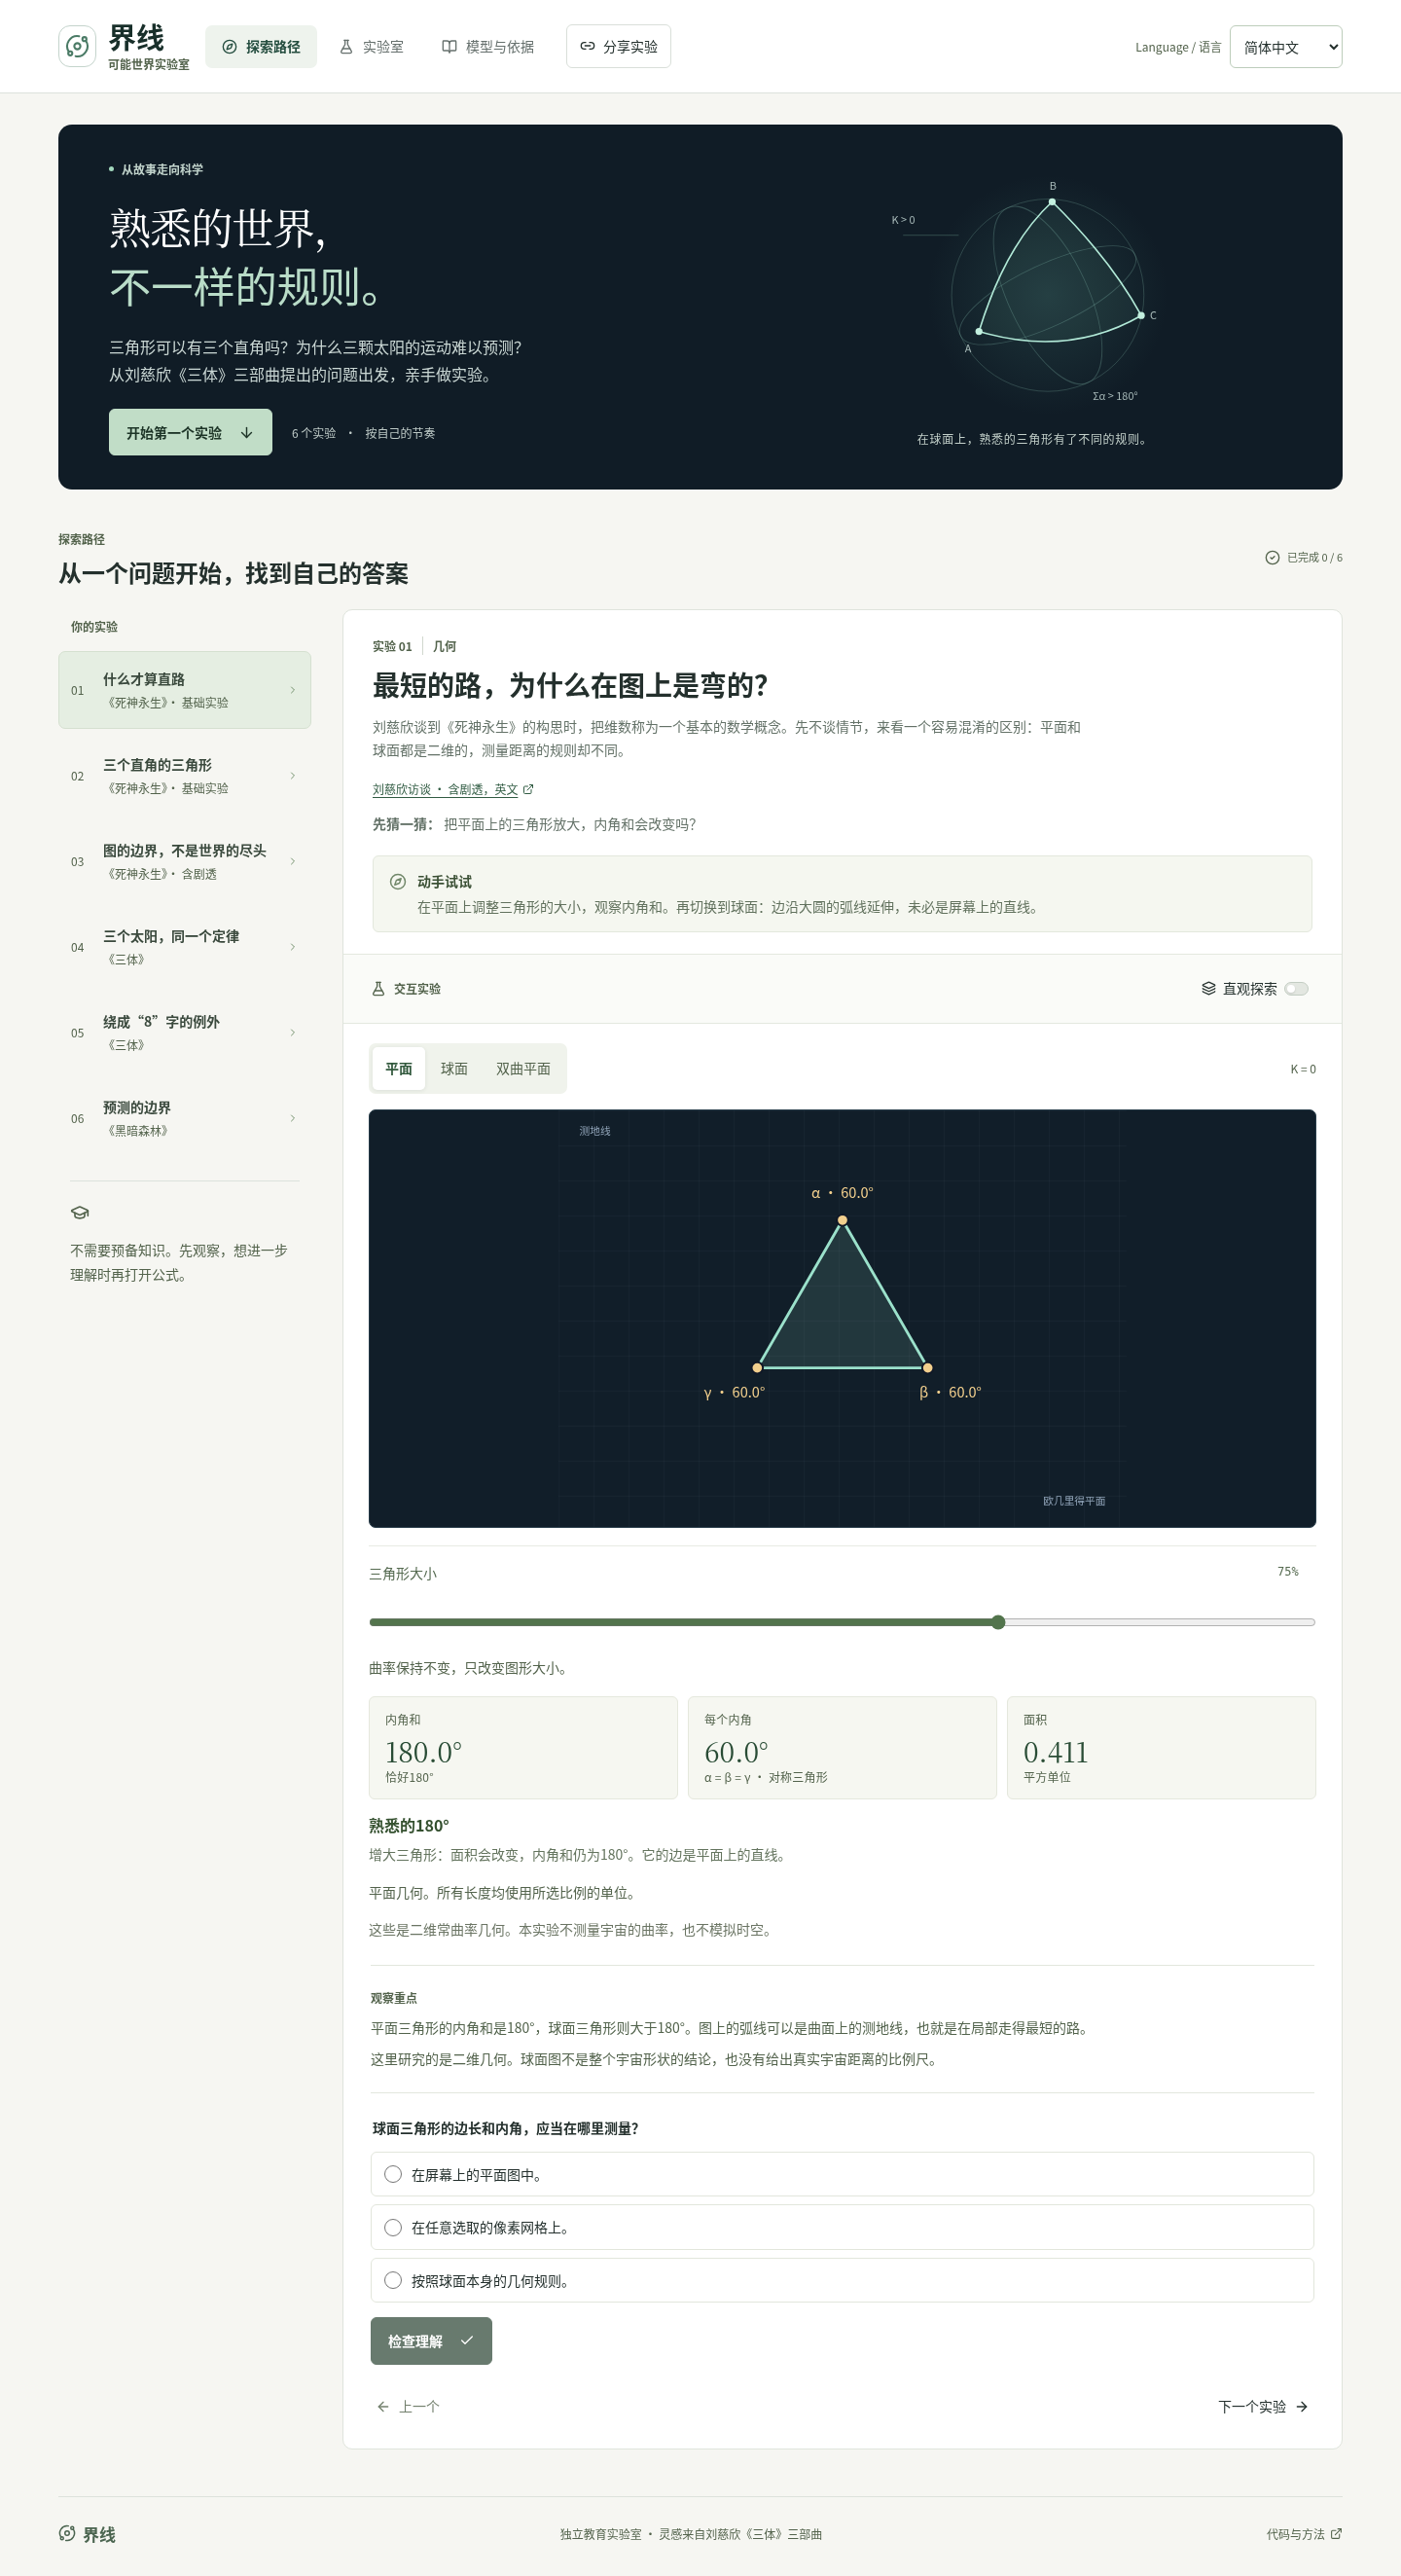 界线
可能世界实验室
探索路径
实验室
模型与依据
分享实验
Language / 语言
简体中文
从故事走向科学
熟悉的世界，
不一样的规则。
三角形可以有三个直角吗？为什么三颗太阳的运动难以预测？
从刘慈欣《三体》三部曲提出的问题出发，亲手做实验。
开始第一个实验
6 个实验 · 按自己的节奏
B
K > 0
C
A
Σα > 180°
在球面上，熟悉的三角形有了不同的规则。
探索路径
从一个问题开始，找到自己的答案
已完成 0 / 6
你的实验
01
什么才算直路
《死神永生》· 基础实验
02
三个直角的三角形
《死神永生》· 基础实验
03
图的边界，不是世界的尽头
《死神永生》· 含剧透
04
三个太阳，同一个定律
《三体》
05
绕成“8”字的例外
《三体》
06
预测的边界
《黑暗森林》
不需要预备知识。先观察，想进一步
理解时再打开公式。
实验 01
几何
最短的路，为什么在图上是弯的？
刘慈欣谈到《死神永生》的构思时，把维数称为一个基本的数学概念。先不谈情节，来看一个容易混淆的区别：平面和
球面都是二维的，测量距离的规则却不同。
刘慈欣访谈 · 含剧透，英文
先猜一猜： 把平面上的三角形放大，内角和会改变吗？
动手试试
在平面上调整三角形的大小，观察内角和。再切换到球面：边沿大圆的弧线延伸，未必是屏幕上的直线。
交互实验
直观探索
平面
球面
双曲平面
K = 0
测地线
α · 60.0°
γ · 60.0°
β · 60.0°
欧几里得平面
三角形大小
75%
曲率保持不变，只改变图形大小。
内角和
180.0°
恰好180°
每个内角
60.0°
α = β = γ · 对称三角形
面积
0.411
平方单位
熟悉的180°
增大三角形：面积会改变，内角和仍为180°。它的边是平面上的直线。
平面几何。所有长度均使用所选比例的单位。
这些是二维常曲率几何。本实验不测量宇宙的曲率，也不模拟时空。
观察重点
平面三角形的内角和是180°，球面三角形则大于180°。图上的弧线可以是曲面上的测地线，也就是在局部走得最短的路。
这里研究的是二维几何。球面图不是整个宇宙形状的结论，也没有给出真实宇宙距离的比例尺。
球面三角形的边长和内角，应当在哪里测量？
在屏幕上的平面图中。
在任意选取的像素网格上。
按照球面本身的几何规则。
检查理解
上一个
下一个实验
界线
独立教育实验室 · 灵感来自刘慈欣《三体》三部曲
代码与方法